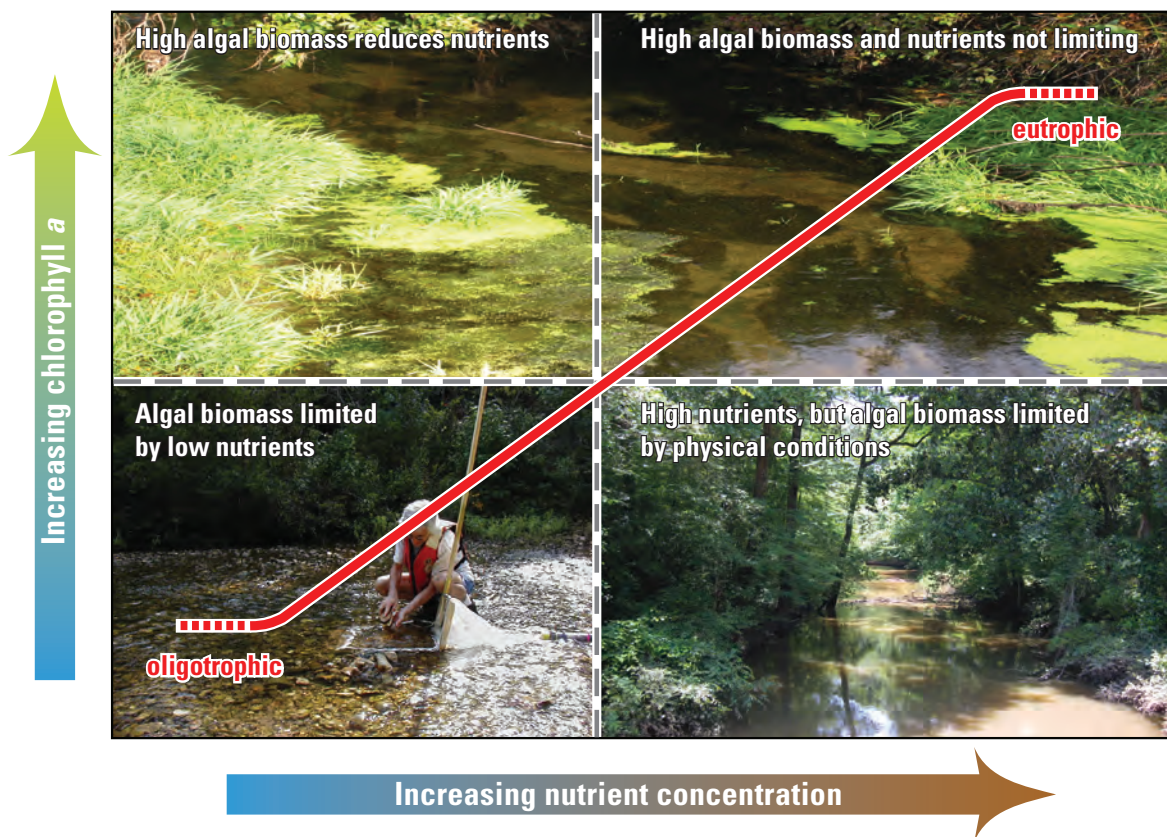 High algal biomass reduces nutrients
High algal biomass and nutrients not limiting
eutrophic
Increasing chlorophyll a
Algal biomass limited
by low nutrients
High nutrients, but algal biomass limited
by physical conditions
oligotrophic
Increasing nutrient concentration